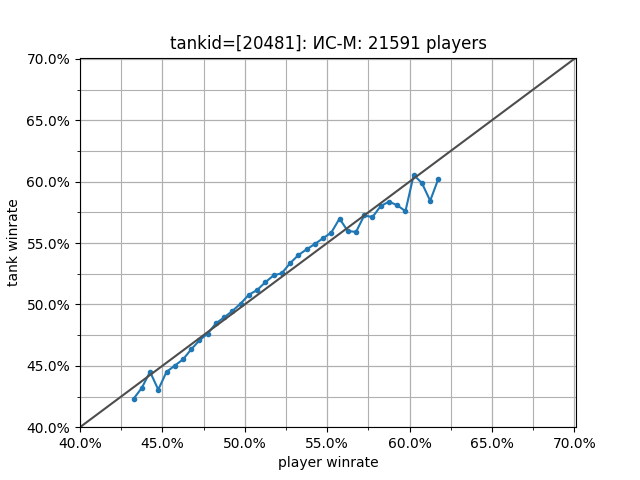 tankid=[20481]: ИС-М: 21591 players
70.0%
65.0%
60.0%
55.0%
50.0%
45.0%
40.0%
tank winrate
40.0% 45.0% 50.0% 55.0% 60.0% 65.0% 70.0%
player winrate